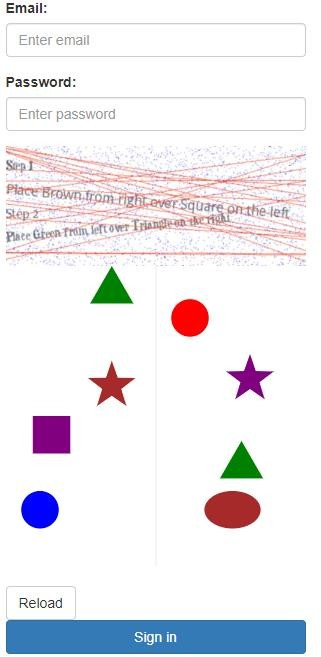 Email:
Enter email
Password:
Enter password
Step 1
Place Brown from right over Square on the left
Step 2
Place Green from left over Triangle on the right
Reload
Sign in